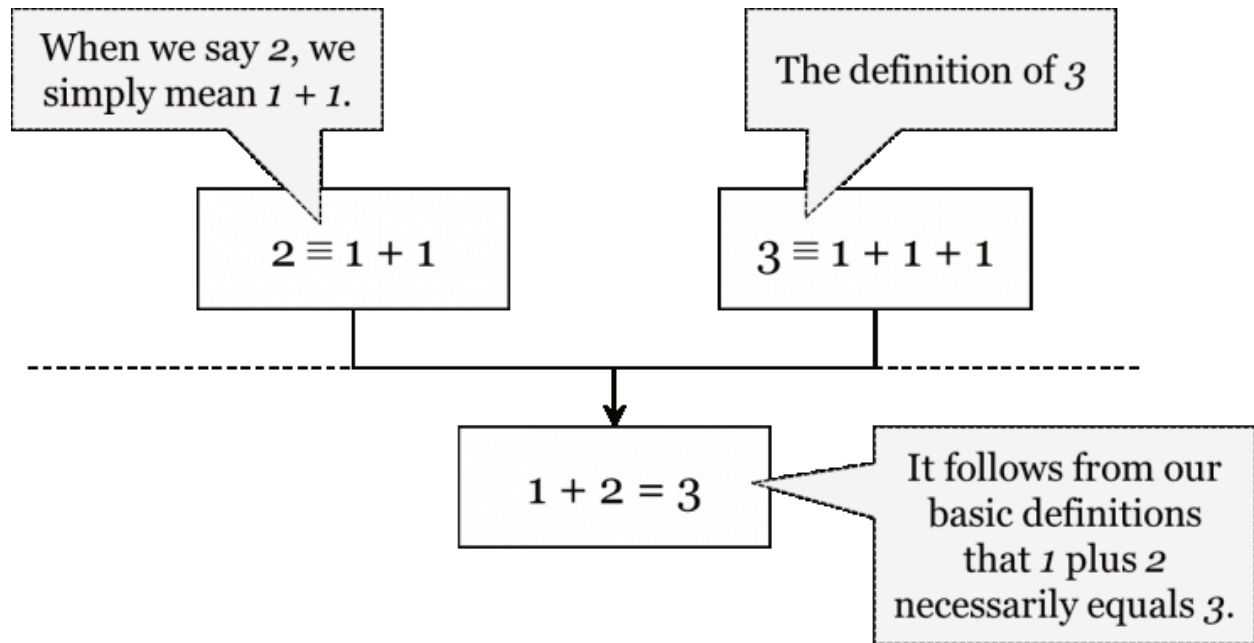 When we say 2, we
simply mean 1 + 1.
The definition of 3
2 ≡ 1 + 1
3 ≡ 1 + 1 + 1
1 + 2 = 3
It follows from our
basic definitions
that 1 plus 2
necessarily equals 3.